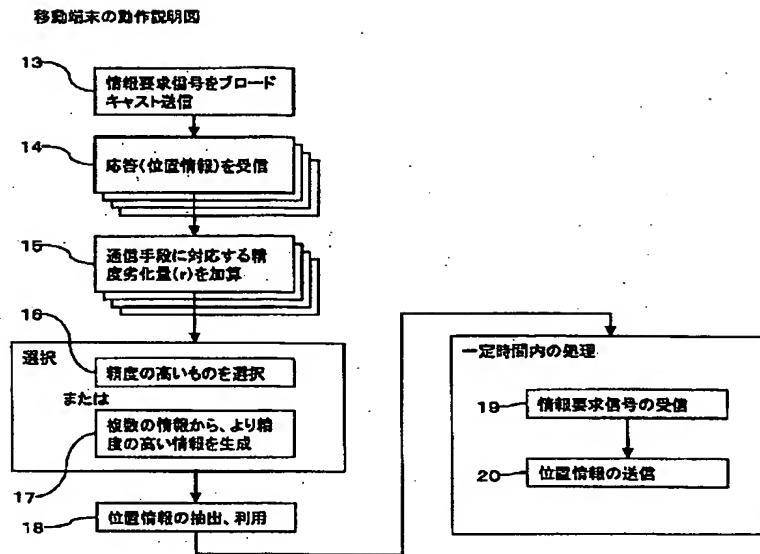 移動端末の動作説明図
13
情報要求信号をブロード
キャスト送信
14
応答(位置情報)を受信
15
通信手段に対応する精
度劣化量(r)を加算
16
選択
精度の高いものを選択
または
複数の情報から、より精
度の高い情報を生成
17
18
位置情報の抽出、利用
一定時間内の処理
19
情報要求信号の受信
20
位置情報の送信